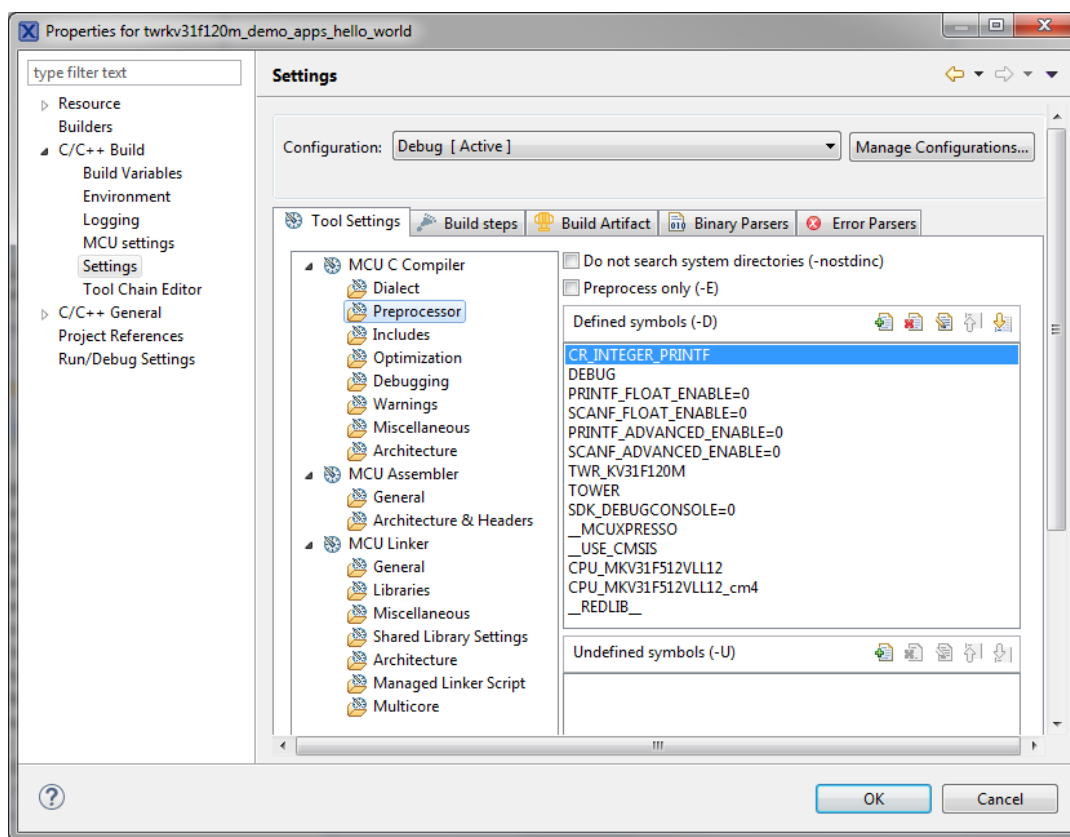 Properties for twrkv31f120m_demo_apps_hello_world
type filter text
Resource
Builders
C/C++ Build
Build Variables
Environment
Logging
MCU settings
Settings
Tool Chain Editor
C/C++ General
Project References
Run/Debug Settings
Settings
Configuration: Debug [ Active ] Manage Configurations...
Tool Settings Build steps Build Artifact Binary Parsers Error Parsers
MCU C Compiler
Dialect
Preprocessor
Includes
Optimization
Debugging
Warnings
Miscellaneous
Architecture
MCU Assembler
General
Architecture & Headers
MCU Linker
General
Libraries
Miscellaneous
Shared Library Settings
Architecture
Managed Linker Script
Multicore
Do not search system directories (-nostdinc)
Preprocess only (-E)
Defined symbols (-D)
CR_INTEGER_PRINTF
DEBUG
PRINTF_FLOAT_ENABLE=0
SCANF_FLOAT_ENABLE=0
PRINTF_ADVANCED_ENABLE=0
SCANF_ADVANCED_ENABLE=0
TWR_KV31F120M
TOWER
SDK_DEBUGCONSOLE=0
__MCUXPRESSO
__USE_CMSIS
CPU_MKV31F512VLL12
CPU_MKV31F512VLL12_cm4
__REDLIB__
Undefined symbols (-U)
OK Cancel